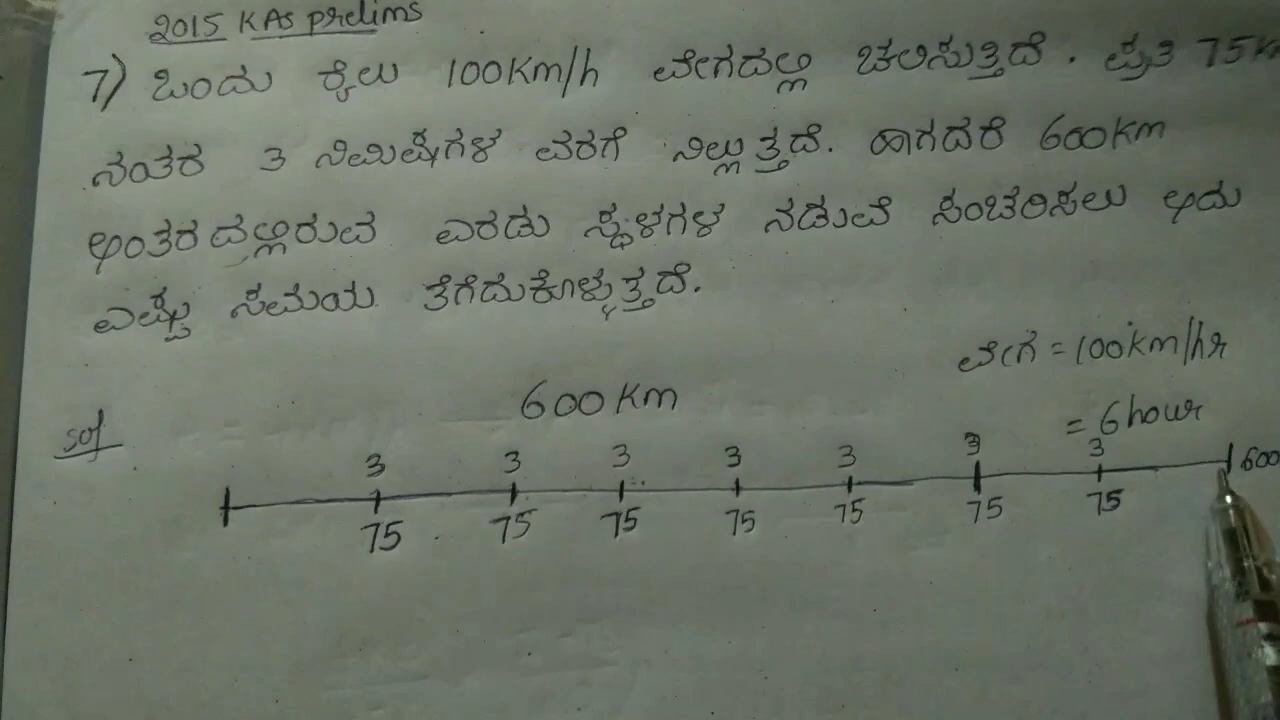 2015 KAS prelims
7) ಒಂದು ರೈಲು 100Km/h ವೇಗದಲ್ಲಿ ಚಲಿಸುತ್ತಿದೆ. ಪ್ರತಿ 75K
ನಂತರ 3 ನಿಮಿಷಗಳ ವರಗೆ ನಿಲ್ಲುತ್ತದೆ. ಹಾಗದರೆ 600Km
ಅಂತರದಲ್ಲಿರುವ ಎರಡು ಸ್ಥಳಗಳ ನಡುವೆ ಸಂಚರಿಸಲು ಅದು
ಎಷ್ಟು ಸಮಯ ತೆಗೆದುಕೊಳ್ಳುತ್ತದೆ.
ವೇಗ = 100km/hr
600 Km
= 6 hour
sol
3 3 3 3 3 3 3
600
75 75 75 75 75 75 75